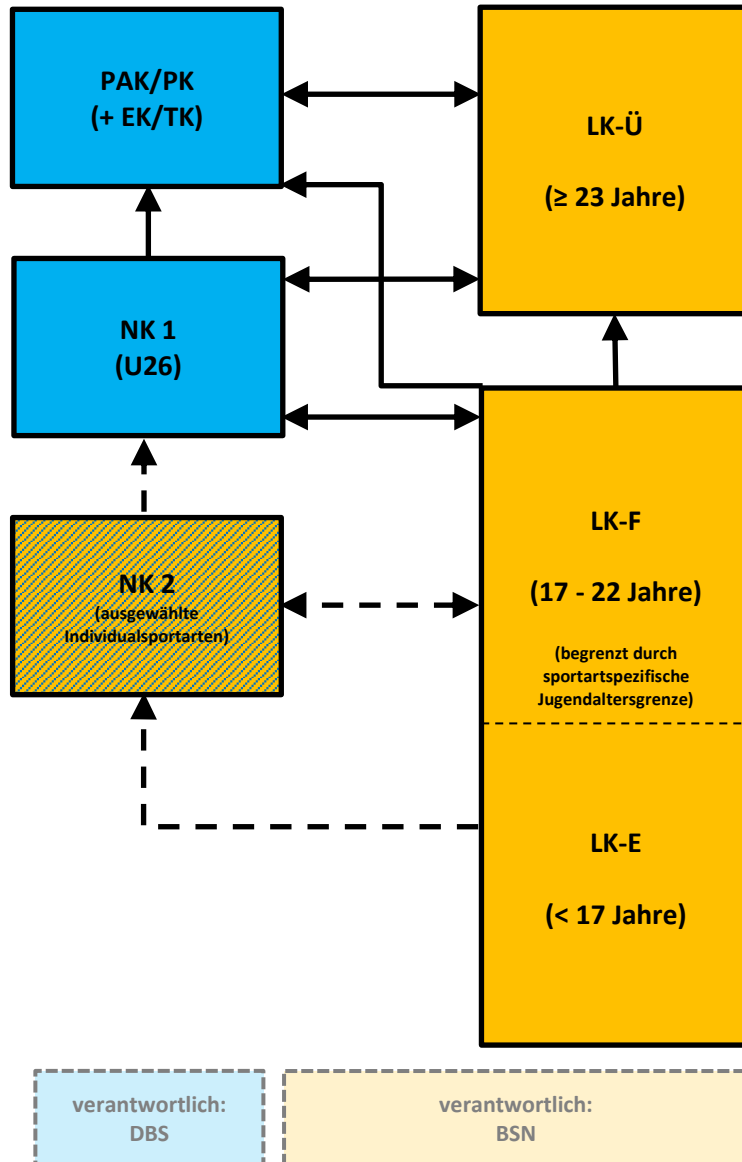 PAK/PK
(+ EK/TK)
LK-Ü
(≥ 23 Jahre)
NK 1
(U26)
LK-F
(17 - 22 Jahre)
(begrenzt durch
sportartspezifische
Jugendaltersgrenze)
NK 2
(ausgewählte
Individualsportarten)
LK-E
(< 17 Jahre)
verantwortlich:
DBS
verantwortlich:
BSN